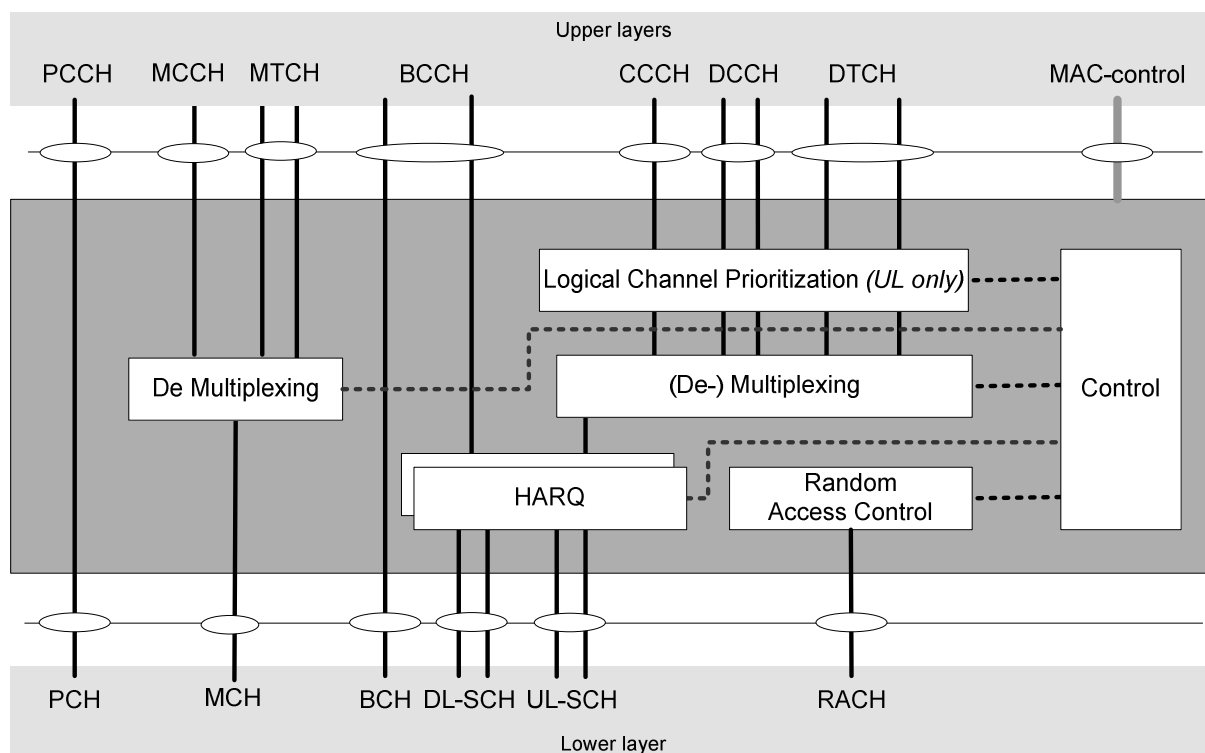 Upper layers
PCCH MCCH MTCH BCCH CCCH DCCH DTCH MAC-control
Logical Channel Prioritization (UL only)
De Multiplexing
(De-) Multiplexing
Control
HARQ
Random
Access Control
PCH MCH BCH DL-SCH UL-SCH RACH
Lower layer